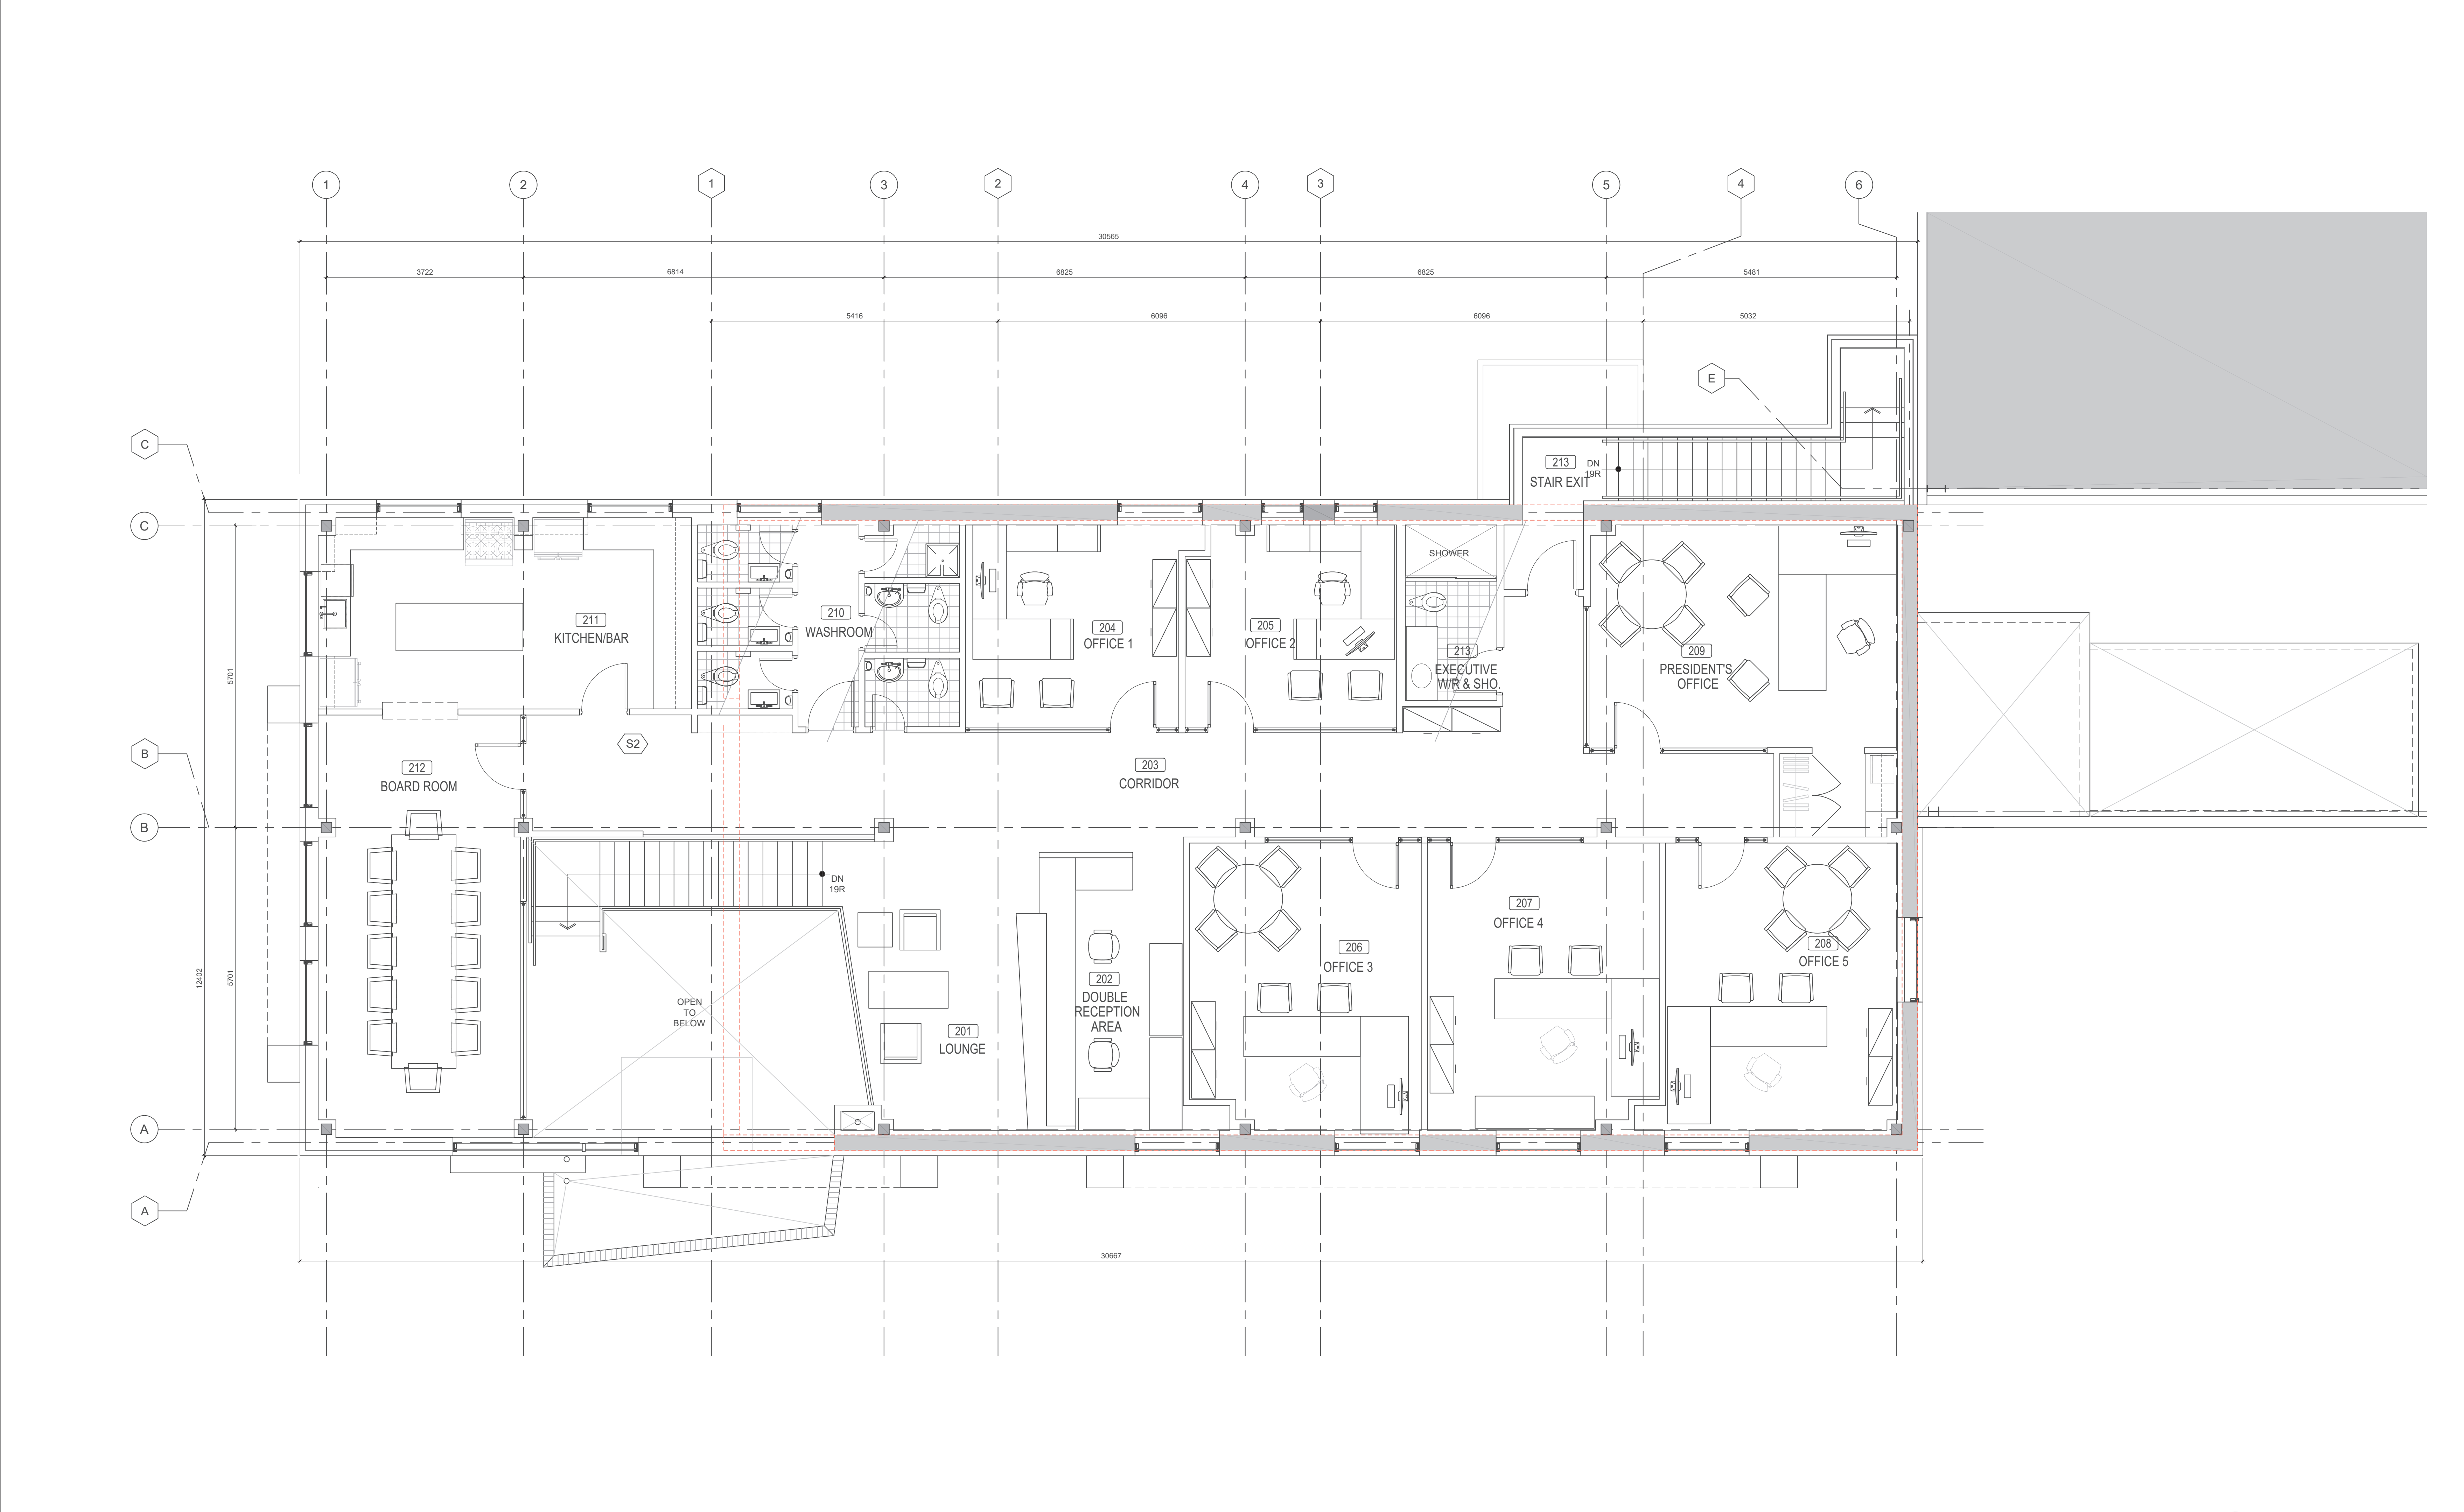 1
2
1
3
2
4
3
5
4
6
30565
3722
6814
6825
6825
5481
5416
6096
6096
5032
E
C
213
DN
19R
STAIR EXIT
C
SHOWER
211
KITCHEN/BAR
210
WASHROOM
204
OFFICE 1
205
OFFICE 2
213
EXECUTIVE
W/R & SHO.
209
PRESIDENT'S
OFFICE
5701
B
S2
212
BOARD ROOM
203
CORRIDOR
B
DN
19R
12402
5701
OPEN
TO
BELOW
201
LOUNGE
202
DOUBLE
RECEPTION
AREA
206
OFFICE 3
207
OFFICE 4
208
OFFICE 5
A
A
30667